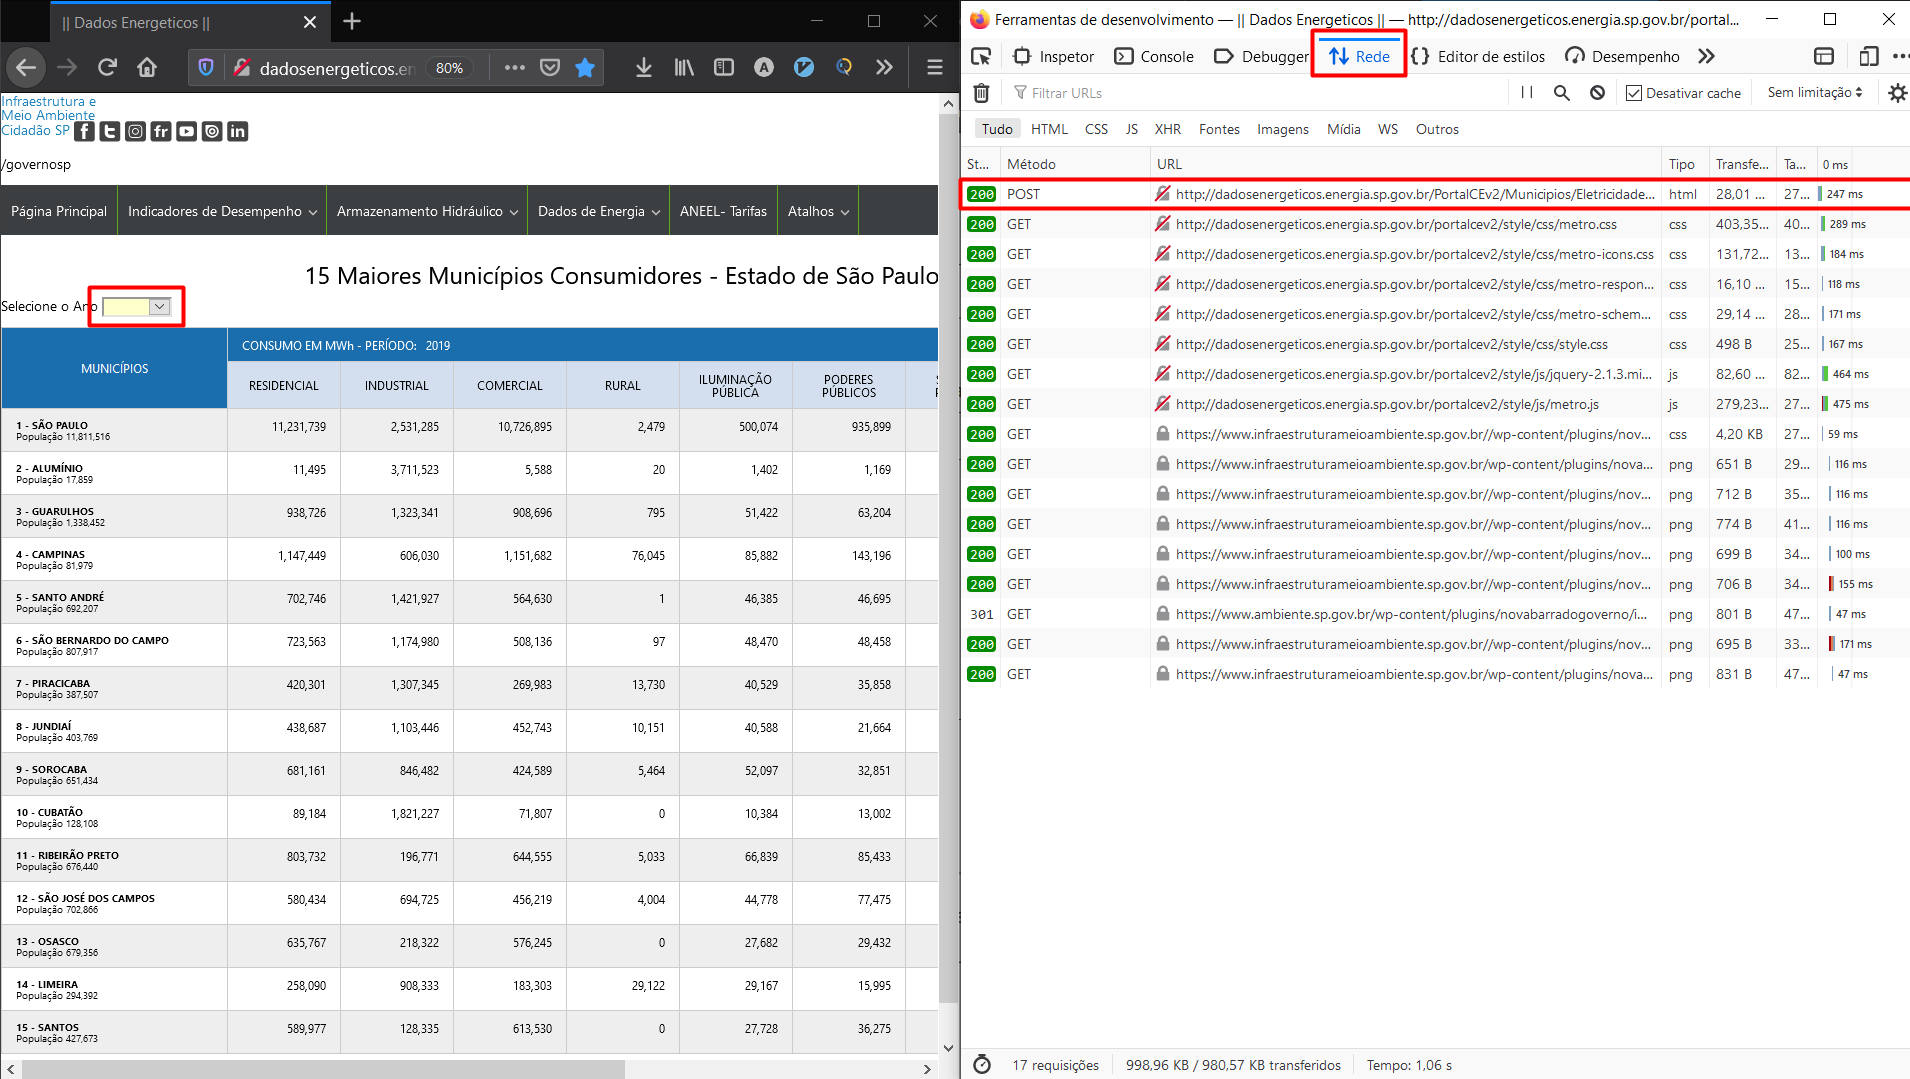 || Dados Energeticos ||
dadosenergeticos.en
80%
Infraestrutura e
Meio Ambiente
Cidadão SP
/governosp
Página Principal
Indicadores de Desempenho
Armazenamento Hidráulico
Dados de Energia
ANEEL- Tarifas
Atalhos
15 Maiores Municípios Consumidores - Estado de São Paulo
Selecione o Ano
MUNICÍPIOS
CONSUMO EM MWh - PERÍODO: 2019
RESIDENCIAL INDUSTRIAL COMERCIAL RURAL ILUMINAÇÃO PÚBLICA PODERES PÚBLICOS
1 - SÃO PAULO 11,231,739 2,531,285 10,726,895 2,479 500,074 935,899
População 11,811,516
2 - ALUMÍNIO 11,495 3,711,523 5,588 20 1,402 1,169
População 17,859
3 - GUARULHOS 938,726 1,323,341 908,696 795 51,422 63,204
População 1,338,452
4 - CAMPINAS 1,147,449 606,030 1,151,682 76,045 85,882 143,196
População 81,979
5 - SANTO ANDRÉ 702,746 1,421,927 564,630 1 46,385 46,695
População 692,207
6 - SÃO BERNARDO DO CAMPO 723,563 1,174,980 508,136 97 48,470 48,458
População 807,917
7 - PIRACICABA 420,301 1,307,345 269,983 13,730 40,529 35,858
População 387,507
8 - JUNDIAÍ 438,687 1,103,446 452,743 10,151 40,588 21,664
População 403,769
9 - SOROCABA 681,161 846,482 424,589 5,464 52,097 32,851
População 651,434
10 - CUBATÃO 89,184 1,821,227 71,807 0 10,384 13,002
População 128,108
11 - RIBEIRÃO PRETO 803,732 196,771 644,555 5,033 66,839 85,433
População 676,440
12 - SÃO JOSÉ DOS CAMPOS 580,434 694,725 456,219 4,004 44,778 77,475
População 702,866
13 - OSASCO 635,767 218,322 576,245 0 27,682 29,432
População 679,356
14 - LIMEIRA 258,090 908,333 183,303 29,122 29,167 15,995
População 294,392
15 - SANTOS 589,977 128,335 613,530 0 27,728 36,275
População 427,673
Ferramentas de desenvolvimento — || Dados Energeticos || — http://dadosenergeticos.energia.sp.gov.br/portal...
Inspetor Console Debugger Rede Editor de estilos Desempenho
Filtrar URLs
Desativar cache
Sem limitação
Tudo HTML CSS JS XHR Fontes Imagens Mídia WS Outros
St... Método URL Tipo Transfe... Ta... 0 ms
200 POST http://dadosenergeticos.energia.sp.gov.br/PortalCEv2/Municipios/Eletricidade... html 28,01 ... 27... 247 ms
200 GET http://dadosenergeticos.energia.sp.gov.br/portalcev2/style/css/metro.css css 403,35... 40... 289 ms
200 GET http://dadosenergeticos.energia.sp.gov.br/portalcev2/style/css/metro-icons.css css 131,72... 13... 184 ms
200 GET http://dadosenergeticos.energia.sp.gov.br/portalcev2/style/css/metro-respon... css 16,10 ... 15... 118 ms
200 GET http://dadosenergeticos.energia.sp.gov.br/portalcev2/style/css/metro-schem... css 29,14 ... 28... 171 ms
200 GET http://dadosenergeticos.energia.sp.gov.br/portalcev2/style/css/style.css css 498 B 25... 167 ms
200 GET http://dadosenergeticos.energia.sp.gov.br/portalcev2/style/js/jquery-2.1.3.mi... js 82,60 ... 82... 464 ms
200 GET http://dadosenergeticos.energia.sp.gov.br/portalcev2/style/js/metro.js js 279,23... 27... 475 ms
200 GET https://www.infraestruturameioambiente.sp.gov.br//wp-content/plugins/nov... css 4,20 KB 27... 59 ms
200 GET https://www.infraestruturameioambiente.sp.gov.br/wp-content/plugins/nova... png 651 B 29... 116 ms
200 GET https://www.infraestruturameioambiente.sp.gov.br//wp-content/plugins/nov... png 712 B 35... 116 ms
200 GET https://www.infraestruturameioambiente.sp.gov.br//wp-content/plugins/nov... png 774 B 41... 116 ms
200 GET https://www.infraestruturameioambiente.sp.gov.br//wp-content/plugins/nov... png 699 B 34... 100 ms
200 GET https://www.infraestruturameioambiente.sp.gov.br//wp-content/plugins/nov... png 706 B 34... 155 ms
301 GET https://www.ambiente.sp.gov.br/wp-content/plugins/novabarradogoverno/i... png 801 B 47... 47 ms
200 GET https://www.infraestruturameioambiente.sp.gov.br//wp-content/plugins/nov... png 695 B 33... 171 ms
200 GET https://www.infraestruturameioambiente.sp.gov.br/wp-content/plugins/nova... png 831 B 47... 47 ms
17 requisições 998,96 KB / 980,57 KB transferidos Tempo: 1,06 s